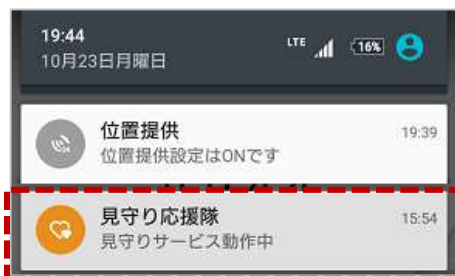 19:44
LTE 16%
10月23日月曜日
位置提供 19:39
位置提供設定はONです
見守り応援隊 15:54
見守りサービス動作中